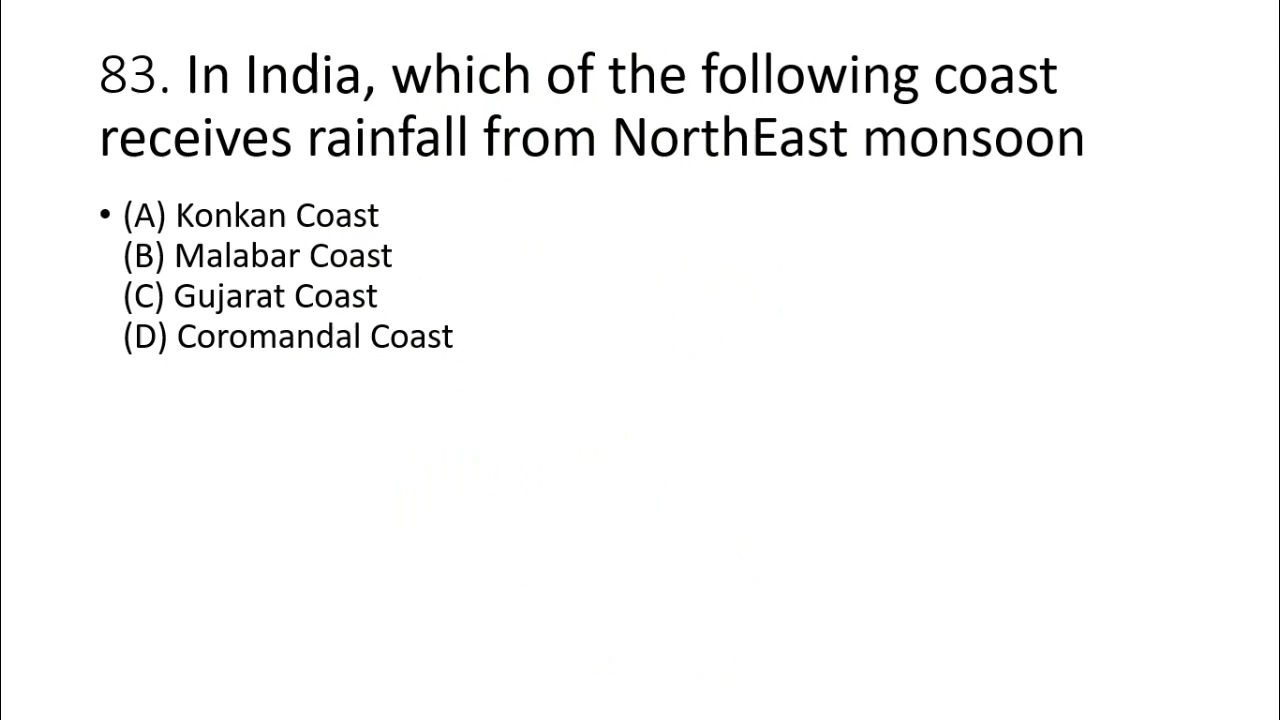 83. In India, which of the following coast
receives rainfall from NorthEast monsoon
• (A) Konkan Coast
(B) Malabar Coast
(C) Gujarat Coast
(D) Coromandal Coast